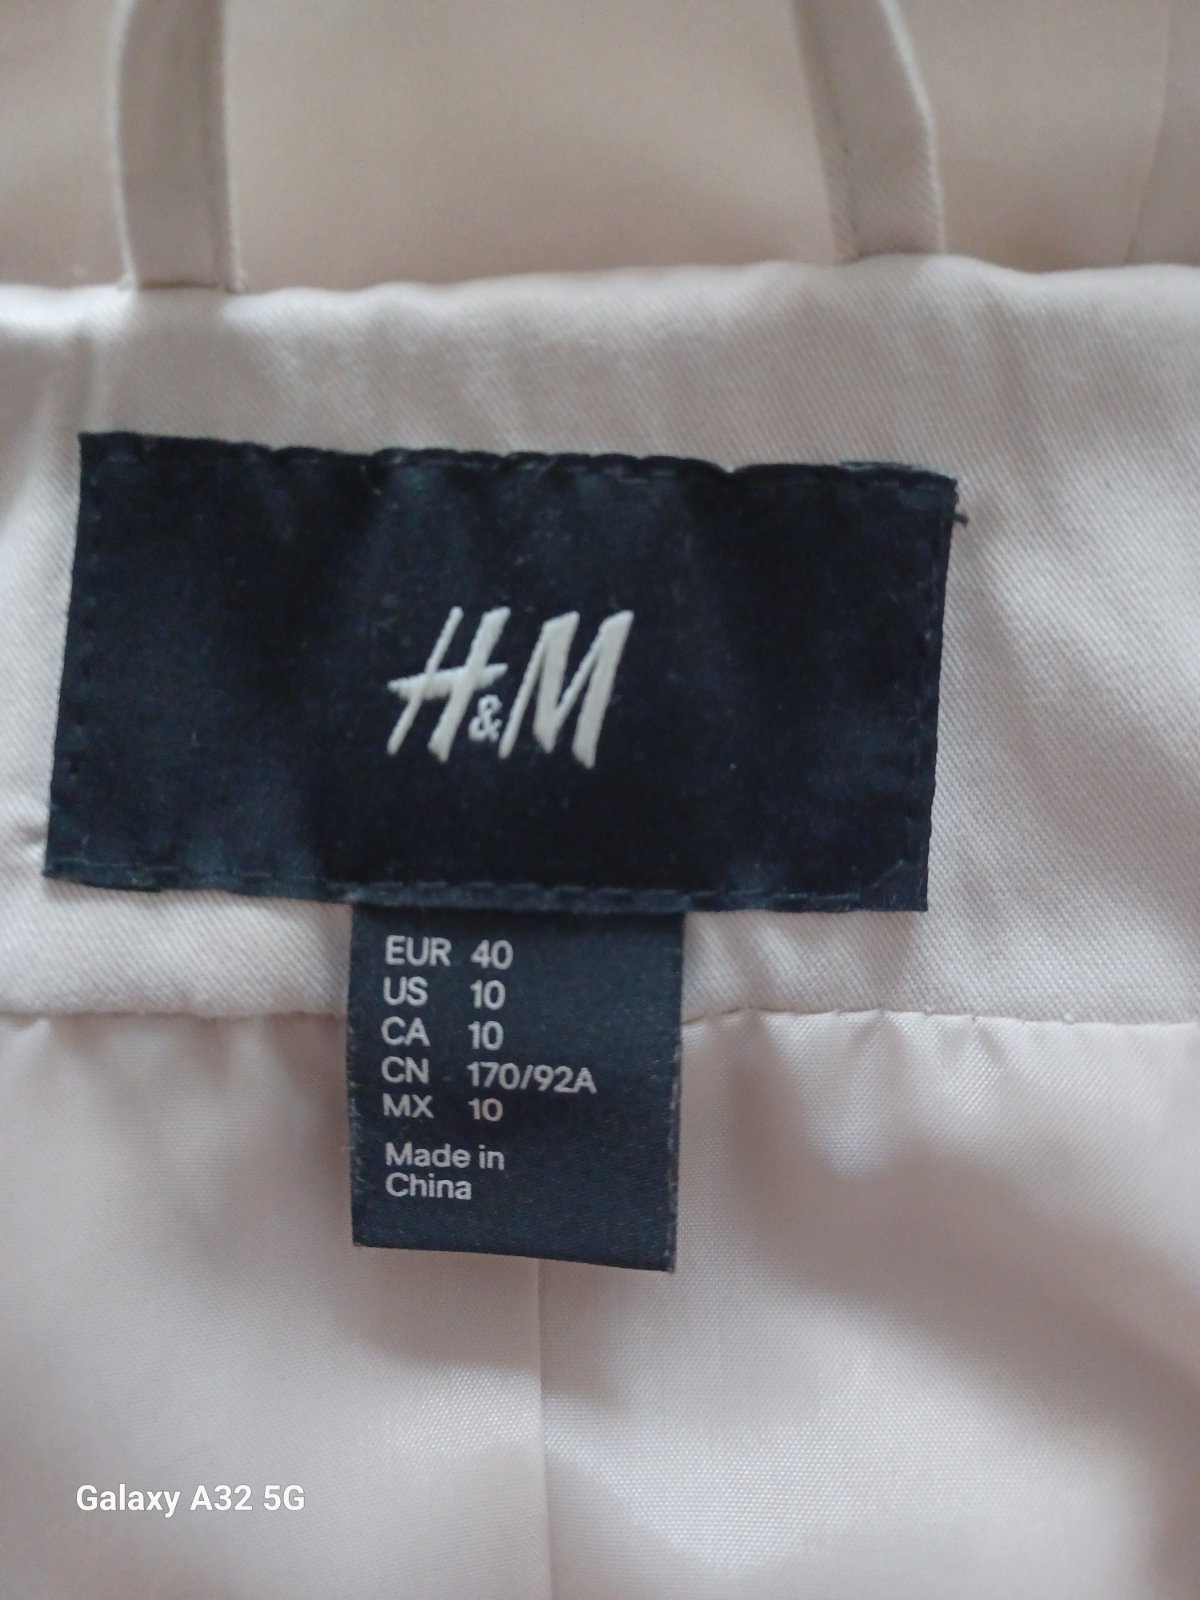 H&M
EUR 40
US 10
CA 10
CN 170/92A
MX 10
Made in
China
Galaxy A32 5G